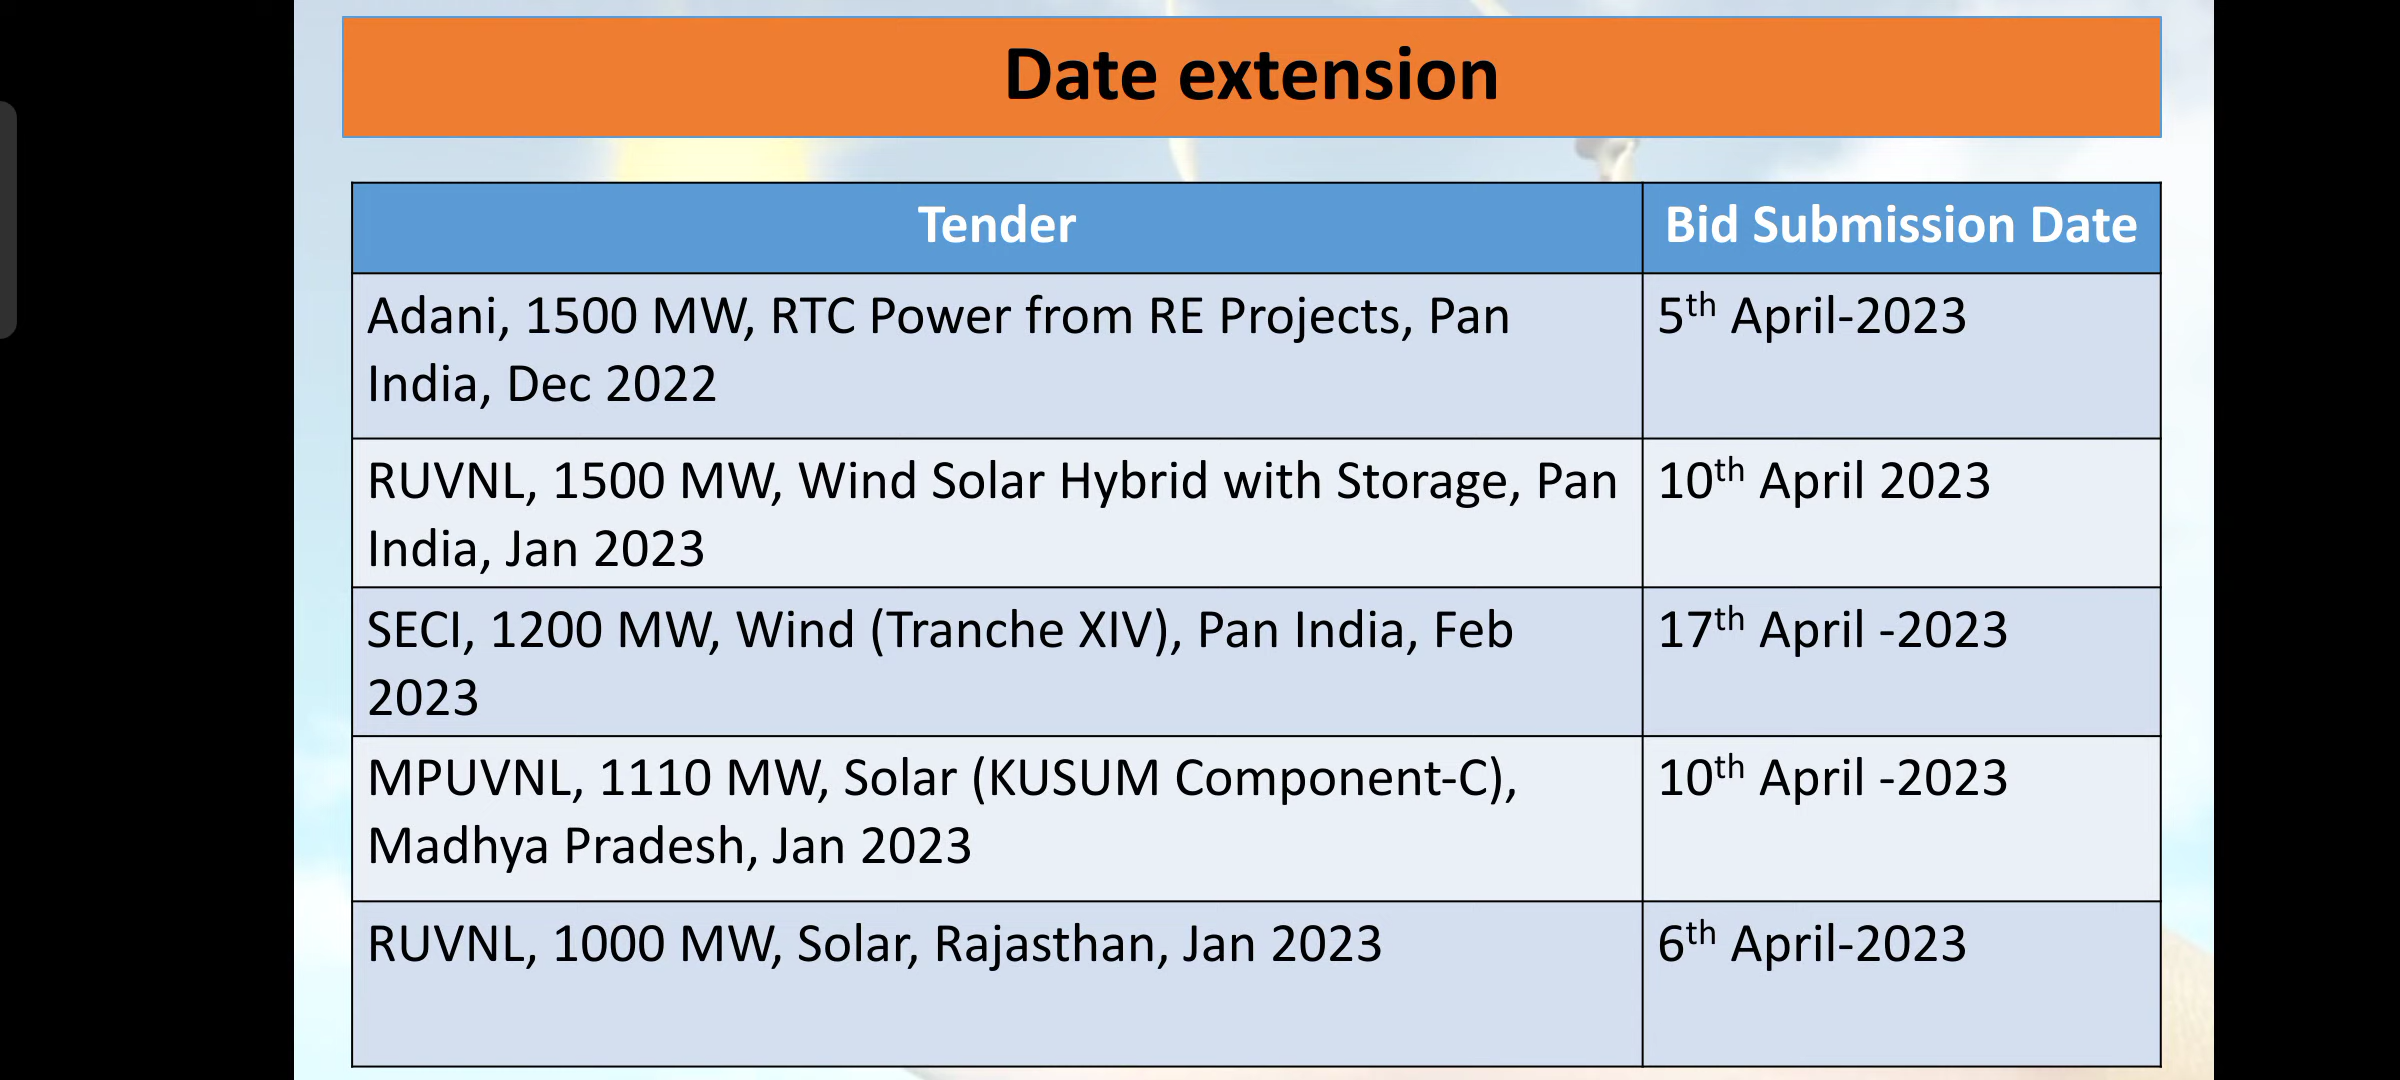 Date extension
Tender
Bid Submission Date
Adani, 1500 MW, RTC Power from RE Projects, Pan
India, Dec 2022
5th April-2023
RUVNL, 1500 MW, Wind Solar Hybrid with Storage, Pan
India, Jan 2023
10th April 2023
SECI, 1200 MW, Wind (Tranche XIV), Pan India, Feb
2023
17th April -2023
MPUVNL, 1110 MW, Solar (KUSUM Component-C),
Madhya Pradesh, Jan 2023
10th April -2023
RUVNL, 1000 MW, Solar, Rajasthan, Jan 2023
6th April-2023